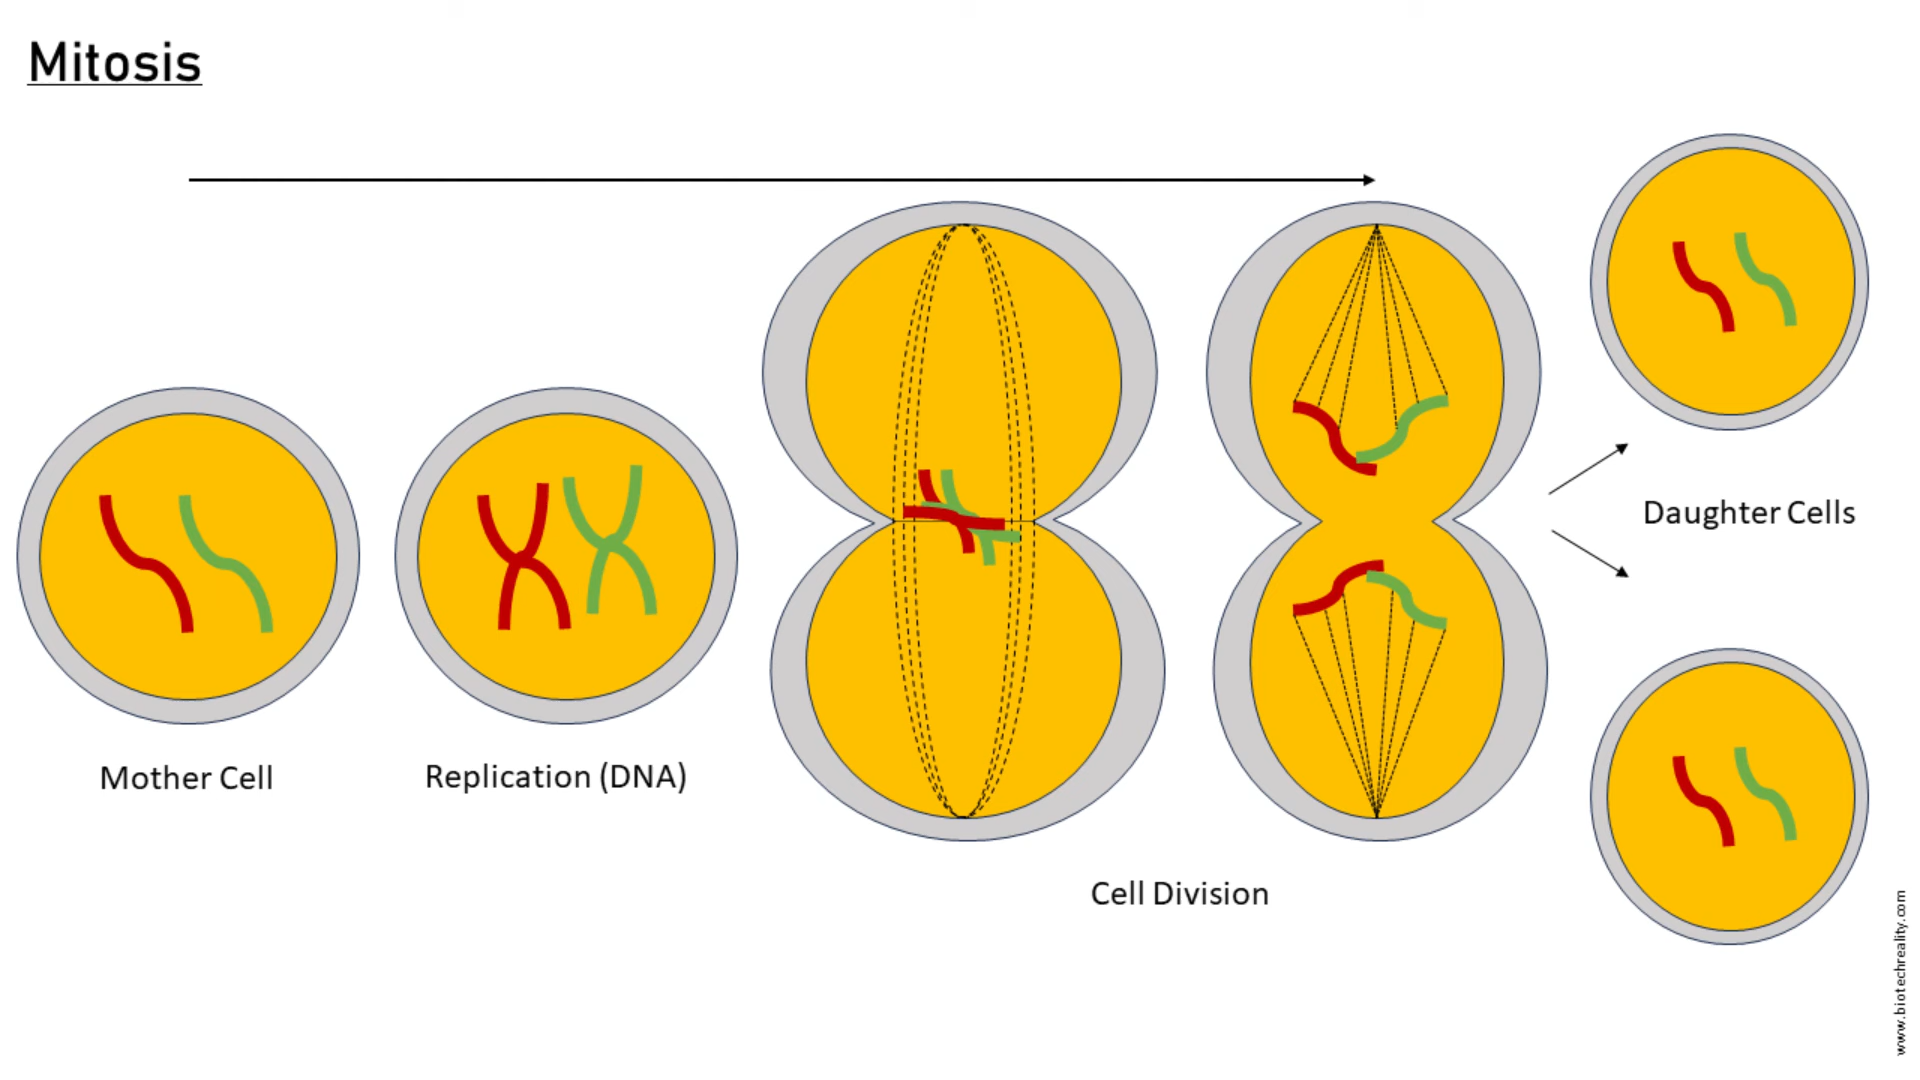 Mitosis
Mother Cell
Replication (DNA)
Cell Division
Daughter Cells
www.biotechreality.com